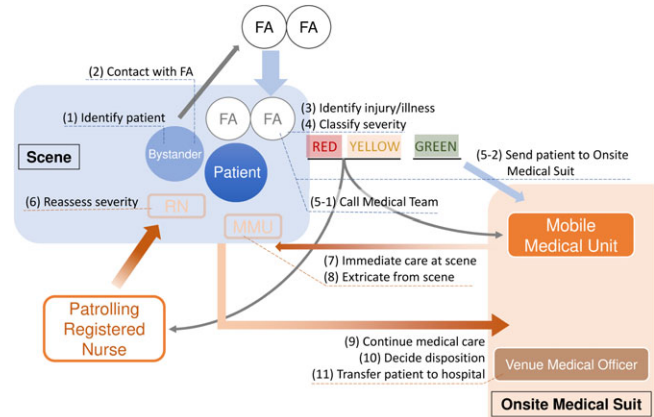 FA FA
(2) Contact with FA
(1) Identify patient
FA FA
(3) Identify injury/illness
(4) Classify severity
Bystander
RED YELLOW GREEN
Scene
Patient
(5-2) Send patient to Onsite
Medical Suit
(6) Reassess severity
RN
(5-1) Call Medical Team
MMU
Mobile
Medical Unit
(7) Immediate care at scene
(8) Extricate from scene
Patrolling
Registered
Nurse
(9) Continue medical care
(10) Decide disposition
(11) Transfer patient to hospital
Venue Medical Officer
Onsite Medical Suit